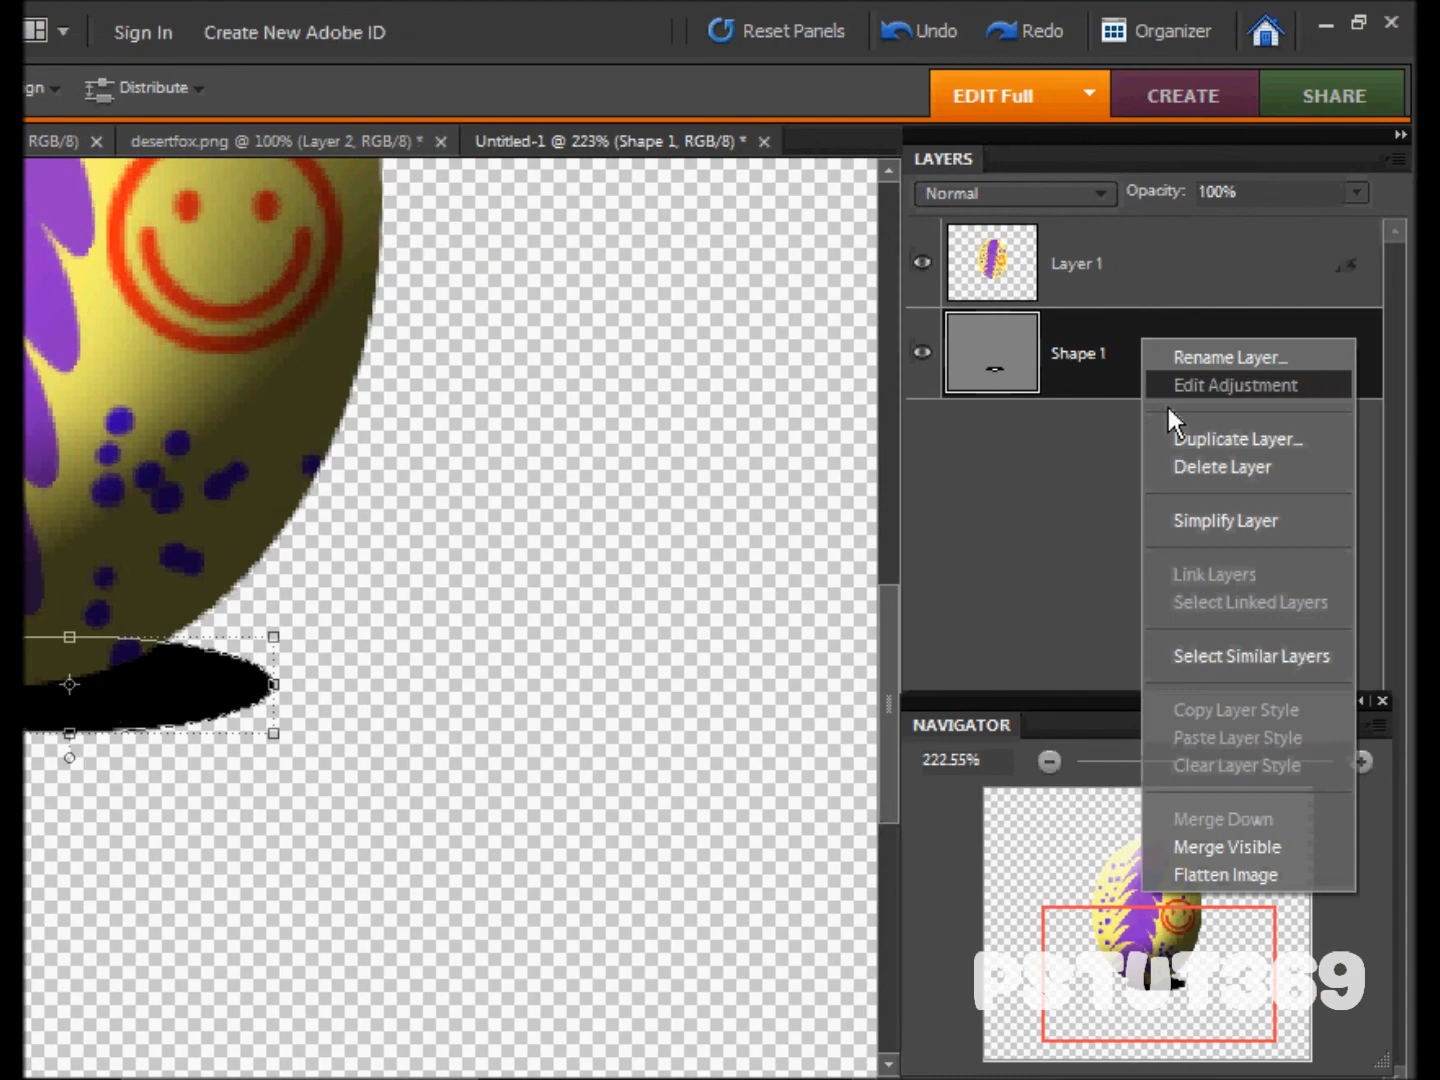 Sign In Create New Adobe ID Reset Panels Undo Redo Organizer
gn Distribute EDIT Full CREATE SHARE
RGB/8) desertfox.png @ 100% (Layer 2, RGB/8) * Untitled-1 @ 223% (Shape 1, RGB/8) *
LAYERS
Normal Opacity: 100%
Layer 1
Shape 1
Rename Layer...
Edit Adjustment
Duplicate Layer...
Delete Layer
Simplify Layer
Link Layers
Select Linked Layers
Select Similar Layers
Copy Layer Style
Paste Layer Style
Clear Layer Style
Merge Down
Merge Visible
Flatten Image
NAVIGATOR
222.55%
PSTUT369